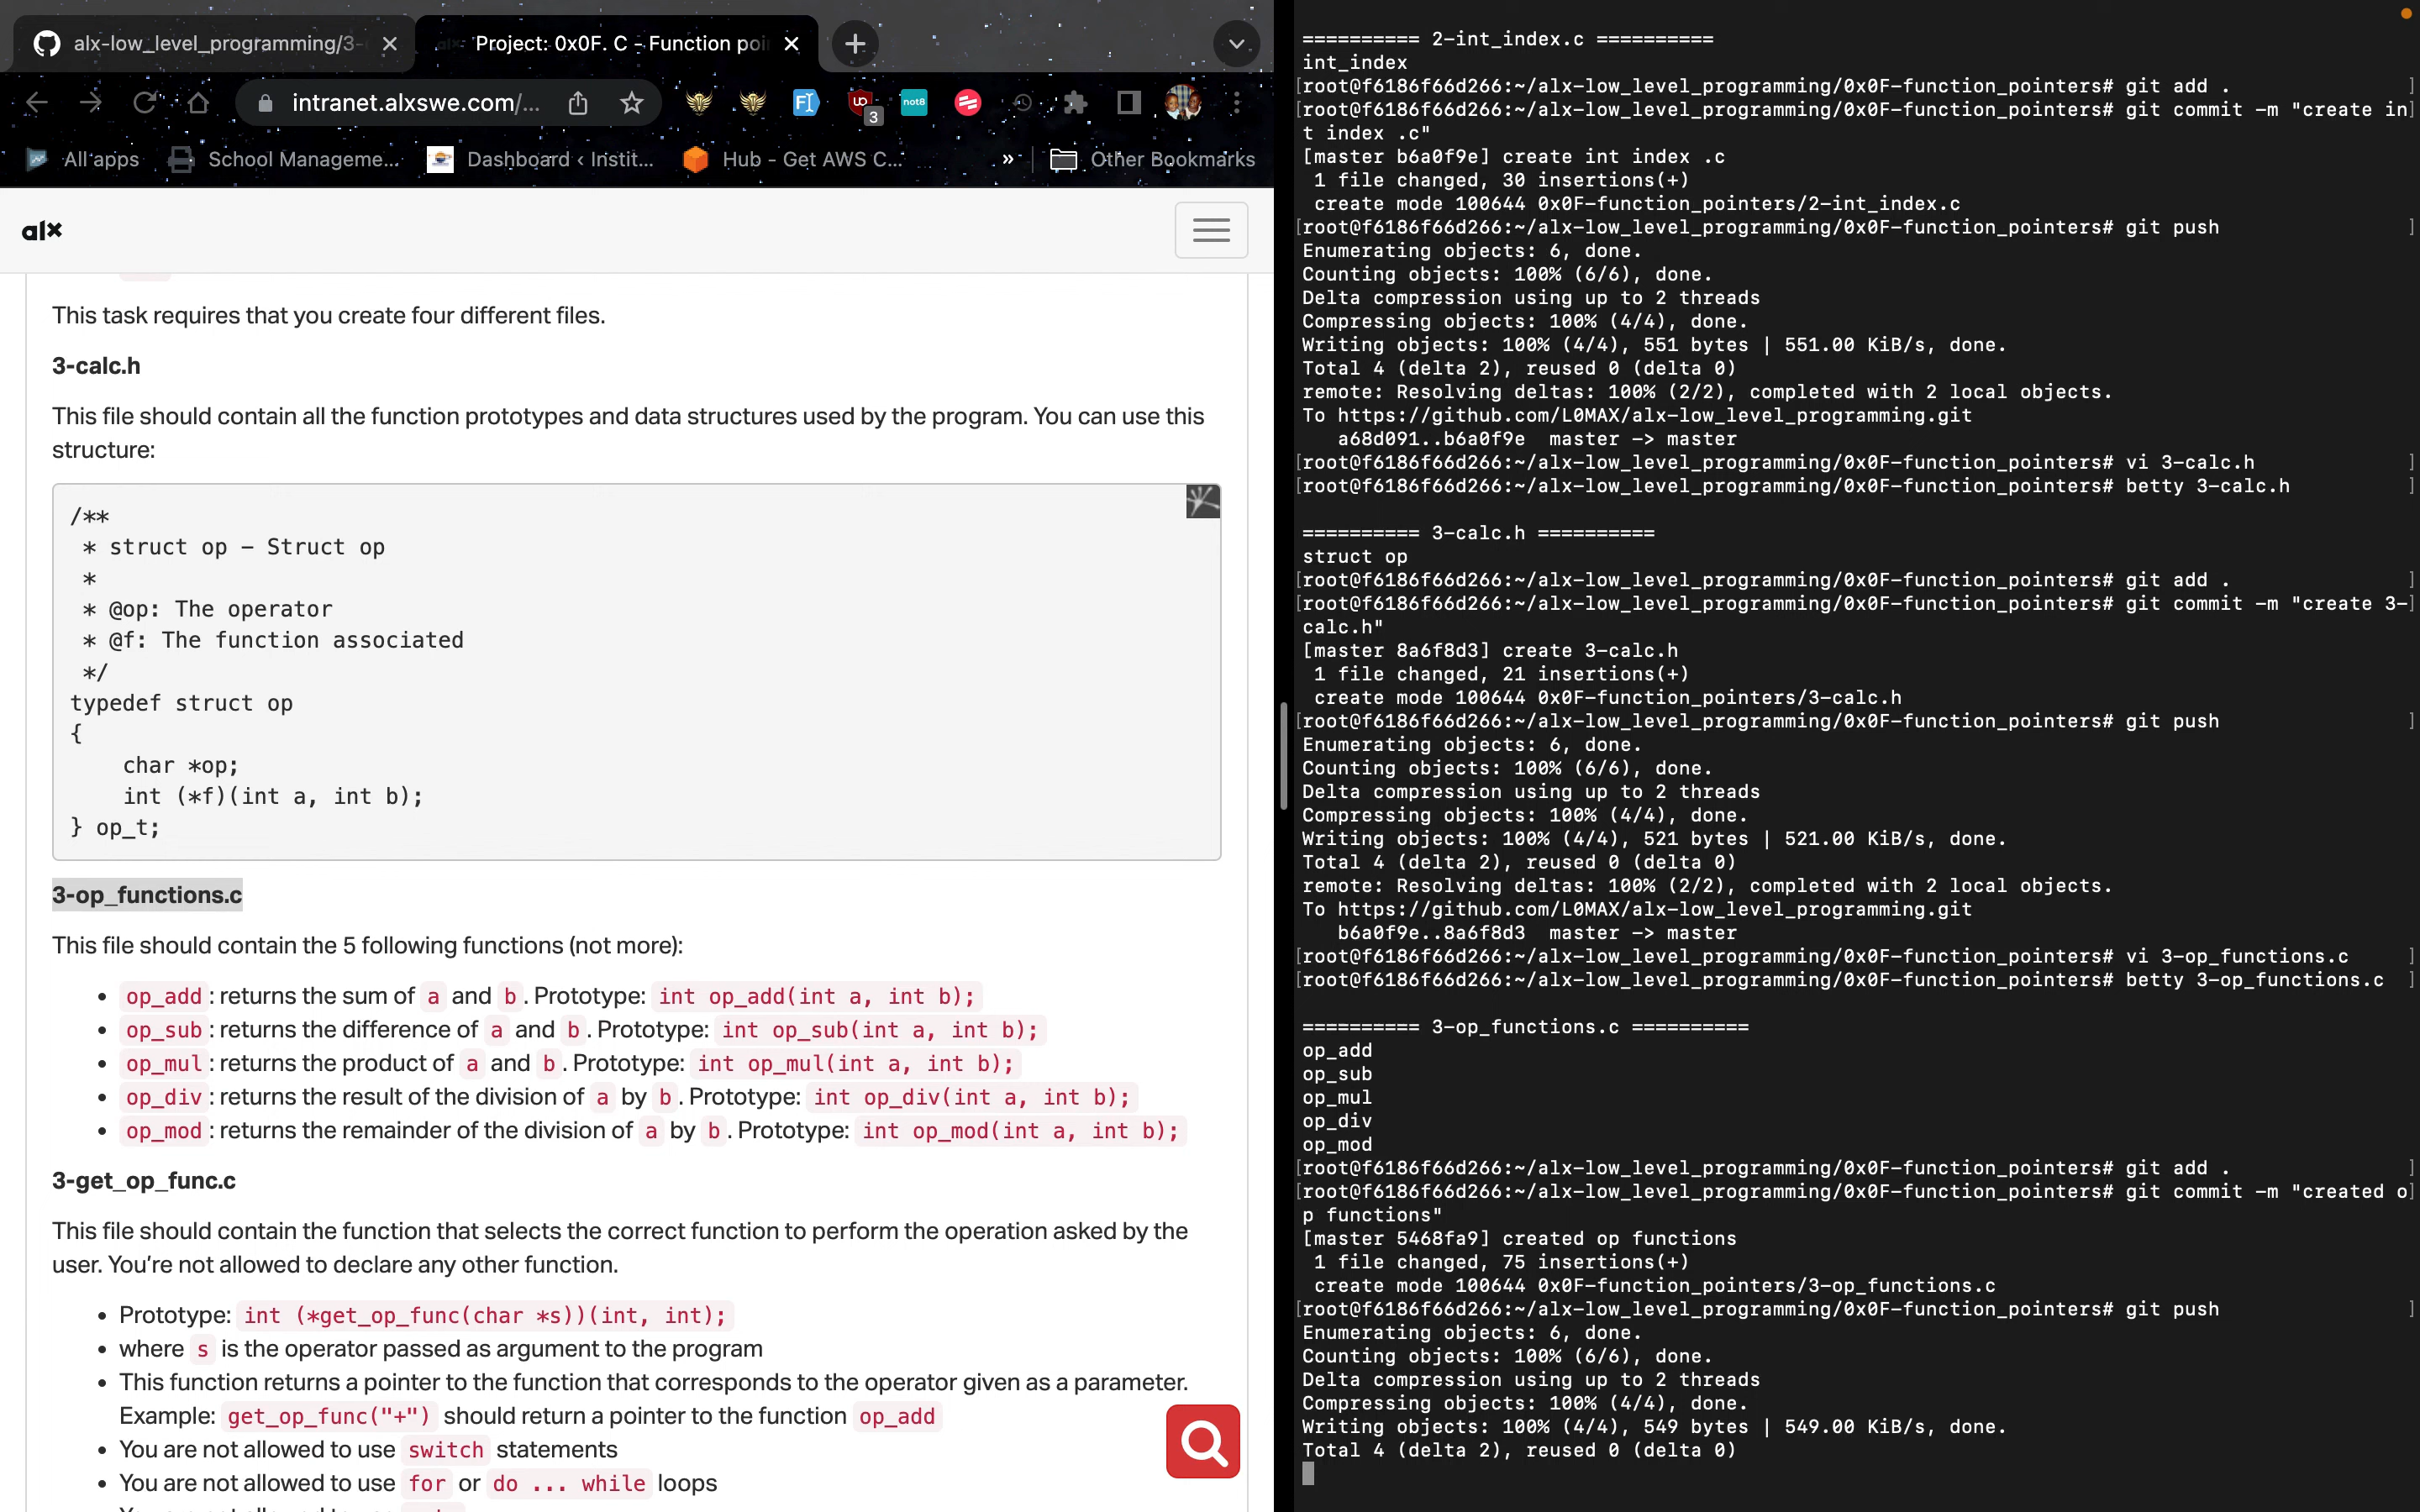 alx-low_level_programming/3-
Project: 0x0F. C - Function poi
intranet.alxswe.com/...
3
not8
All apps
School Manageme...
Dashboard ‹ Instit...
Hub - Get AWS C...
»
Other Bookmarks
alx
This task requires that you create four different files.
3-calc.h
This file should contain all the function prototypes and data structures used by the program. You can use this
structure:
/**
 * struct op - Struct op
 *
 * @op: The operator
 * @f: The function associated
 */
typedef struct op
{
    char *op;
    int (*f)(int a, int b);
} op_t;
3-op_functions.c
This file should contain the 5 following functions (not more):
• op_add : returns the sum of a and b . Prototype: int op_add(int a, int b);
• op_sub : returns the difference of a and b . Prototype: int op_sub(int a, int b);
• op_mul : returns the product of a and b . Prototype: int op_mul(int a, int b);
• op_div : returns the result of the division of a by b . Prototype: int op_div(int a, int b);
• op_mod : returns the remainder of the division of a by b . Prototype: int op_mod(int a, int b);
3-get_op_func.c
This file should contain the function that selects the correct function to perform the operation asked by the
user. You're not allowed to declare any other function.
• Prototype: int (*get_op_func(char *s))(int, int);
• where s is the operator passed as argument to the program
• This function returns a pointer to the function that corresponds to the operator given as a parameter.
Example: get_op_func("+") should return a pointer to the function op_add
• You are not allowed to use switch statements
• You are not allowed to use for or do ... while loops
========== 2-int_index.c ==========
int_index
[root@f6186f66d266:~/alx-low_level_programming/0x0F-function_pointers# git add . ]
[root@f6186f66d266:~/alx-low_level_programming/0x0F-function_pointers# git commit -m "create in]
t index .c"
[master b6a0f9e] create int index .c
 1 file changed, 30 insertions(+)
 create mode 100644 0x0F-function_pointers/2-int_index.c
[root@f6186f66d266:~/alx-low_level_programming/0x0F-function_pointers# git push ]
Enumerating objects: 6, done.
Counting objects: 100% (6/6), done.
Delta compression using up to 2 threads
Compressing objects: 100% (4/4), done.
Writing objects: 100% (4/4), 551 bytes | 551.00 KiB/s, done.
Total 4 (delta 2), reused 0 (delta 0)
remote: Resolving deltas: 100% (2/2), completed with 2 local objects.
To https://github.com/L0MAX/alx-low_level_programming.git
   a68d091..b6a0f9e  master -> master
[root@f6186f66d266:~/alx-low_level_programming/0x0F-function_pointers# vi 3-calc.h ]
[root@f6186f66d266:~/alx-low_level_programming/0x0F-function_pointers# betty 3-calc.h ]
========== 3-calc.h ==========
struct op
[root@f6186f66d266:~/alx-low_level_programming/0x0F-function_pointers# git add . ]
[root@f6186f66d266:~/alx-low_level_programming/0x0F-function_pointers# git commit -m "create 3-]
calc.h"
[master 8a6f8d3] create 3-calc.h
 1 file changed, 21 insertions(+)
 create mode 100644 0x0F-function_pointers/3-calc.h
[root@f6186f66d266:~/alx-low_level_programming/0x0F-function_pointers# git push ]
Enumerating objects: 6, done.
Counting objects: 100% (6/6), done.
Delta compression using up to 2 threads
Compressing objects: 100% (4/4), done.
Writing objects: 100% (4/4), 521 bytes | 521.00 KiB/s, done.
Total 4 (delta 2), reused 0 (delta 0)
remote: Resolving deltas: 100% (2/2), completed with 2 local objects.
To https://github.com/L0MAX/alx-low_level_programming.git
   b6a0f9e..8a6f8d3  master -> master
[root@f6186f66d266:~/alx-low_level_programming/0x0F-function_pointers# vi 3-op_functions.c ]
[root@f6186f66d266:~/alx-low_level_programming/0x0F-function_pointers# betty 3-op_functions.c ]
========== 3-op_functions.c ==========
op_add
op_sub
op_mul
op_div
op_mod
[root@f6186f66d266:~/alx-low_level_programming/0x0F-function_pointers# git add . ]
[root@f6186f66d266:~/alx-low_level_programming/0x0F-function_pointers# git commit -m "created o]
p functions"
[master 5468fa9] created op functions
 1 file changed, 75 insertions(+)
 create mode 100644 0x0F-function_pointers/3-op_functions.c
[root@f6186f66d266:~/alx-low_level_programming/0x0F-function_pointers# git push ]
Enumerating objects: 6, done.
Counting objects: 100% (6/6), done.
Delta compression using up to 2 threads
Compressing objects: 100% (4/4), done.
Writing objects: 100% (4/4), 549 bytes | 549.00 KiB/s, done.
Total 4 (delta 2), reused 0 (delta 0)